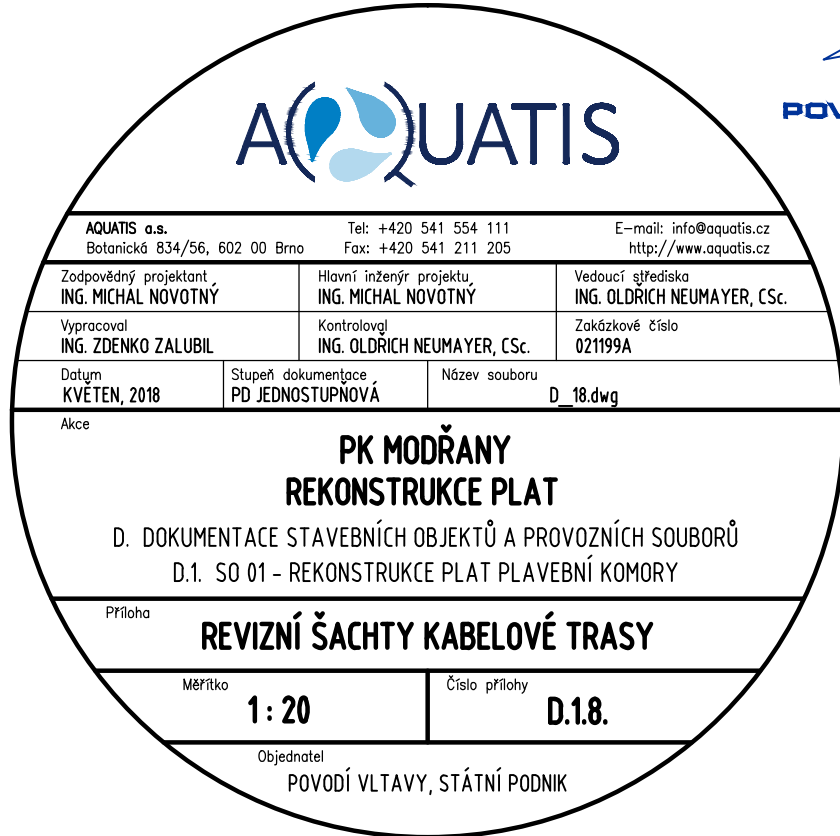 AQUATIS
POV
AQUATIS a.s.
Botanická 834/56, 602 00 Brno
Tel: +420 541 554 111
Fax: +420 541 211 205
E-mail: info@aquatis.cz
http://www.aquatis.cz
Zodpovědný projektant
ING. MICHAL NOVOTNÝ
Hlavní inženýr projektu
ING. MICHAL NOVOTNÝ
Vedoucí střediska
ING. OLDŘICH NEUMAYER, CSc.
Vypracoval
ING. ZDENKO ZALUBIL
Kontroloval
ING. OLDŘICH NEUMAYER, CSc.
Zakázkové číslo
021199A
Datum
KVĚTEN, 2018
Stupeň dokumentace
PD JEDNOSTUPŇOVÁ
Název souboru
D_18.dwg
Akce
PK MODŘANY
REKONSTRUKCE PLAT
D. DOKUMENTACE STAVEBNÍCH OBJEKTŮ A PROVOZNÍCH SOUBORŮ
D.1. SO 01 - REKONSTRUKCE PLAT PLAVEBNÍ KOMORY
Příloha
REVIZNÍ ŠACHTY KABELOVÉ TRASY
Měřítko
1 : 20
Číslo přílohy
D.1.8.
Objednatel
POVODÍ VLTAVY, STÁTNÍ PODNIK